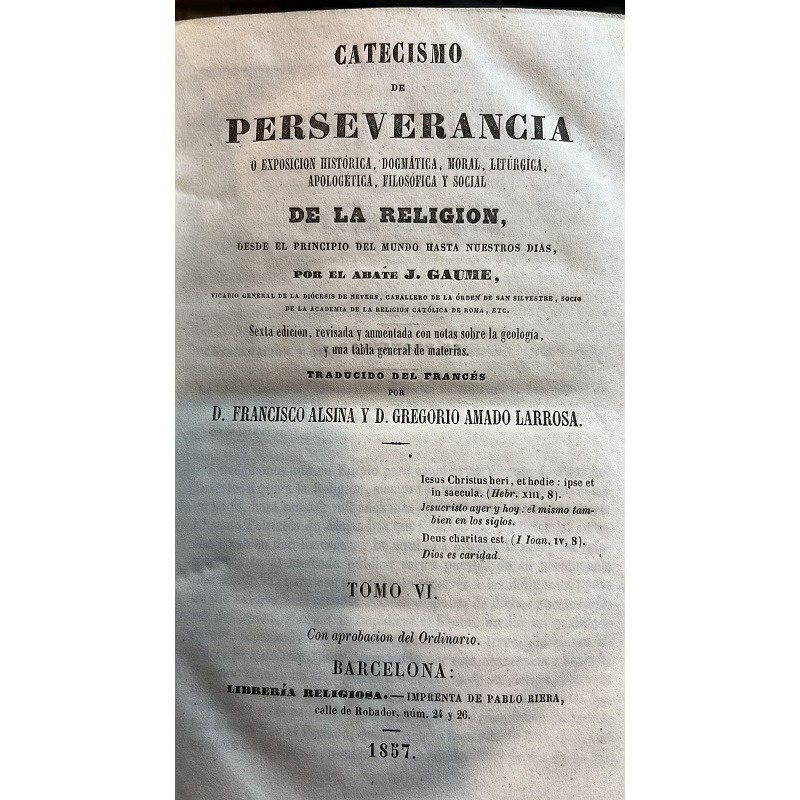 CATECISMO
DE
PERSEVERANCIA
Ó EXPOSICION HISTÓRICA, DOGMÁTICA, MORAL, LITÚRGICA,
APOLOGÉTICA, FILOSÓFICA Y SOCIAL
DE LA RELIGION,
DESDE EL PRINCIPIO DEL MUNDO HASTA NUESTROS DIAS,
POR EL ABATE J. GAUME,
VICARIO GENERAL DE LA DIÓCESIS DE NEVERS, CABALLERO DE LA ÓRDEN DE SAN SILVESTRE, SOCIO
DE LA ACADEMIA DE LA RELIGION CATÓLICA DE ROMA, ETC.
Sexta edicion, revisada y aumentada con notas sobre la geología,
y una tabla general de materias.
TRADUCIDO DEL FRANCÉS
POR
D. FRANCISCO ALSINA Y D. GREGORIO AMADO LARROSA.
Iesus Christus heri, et hodie: ipse et
in saecula. (Hebr. XIII, 8).
Jesucristo ayer y hoy: él mismo tam-
bien en los siglos.
Deus charitas est. (I Ioan. IV, 8).
Dios es caridad.
TOMO VI.
Con aprobacion del Ordinario.
BARCELONA:
LIBRERÍA RELIGIOSA.—IMPRENTA DE PABLO RIERA,
calle de Robador, núm. 24 y 26.
1857.